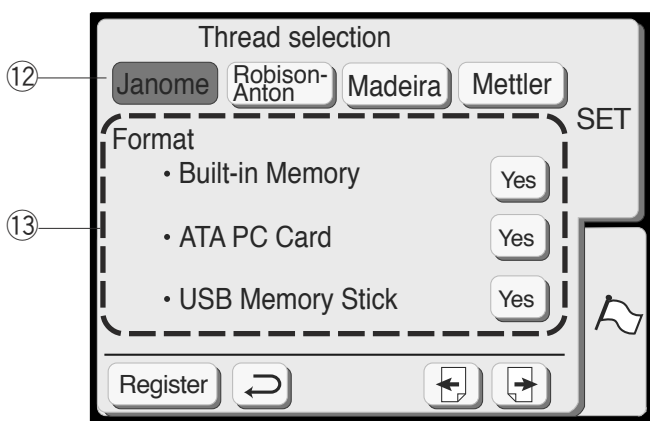 Thread selection
⑫ Janome Robison-Anton Madeira Mettler
SET
⑬ Format
• Built-in Memory Yes
• ATA PC Card Yes
• USB Memory Stick Yes
Register